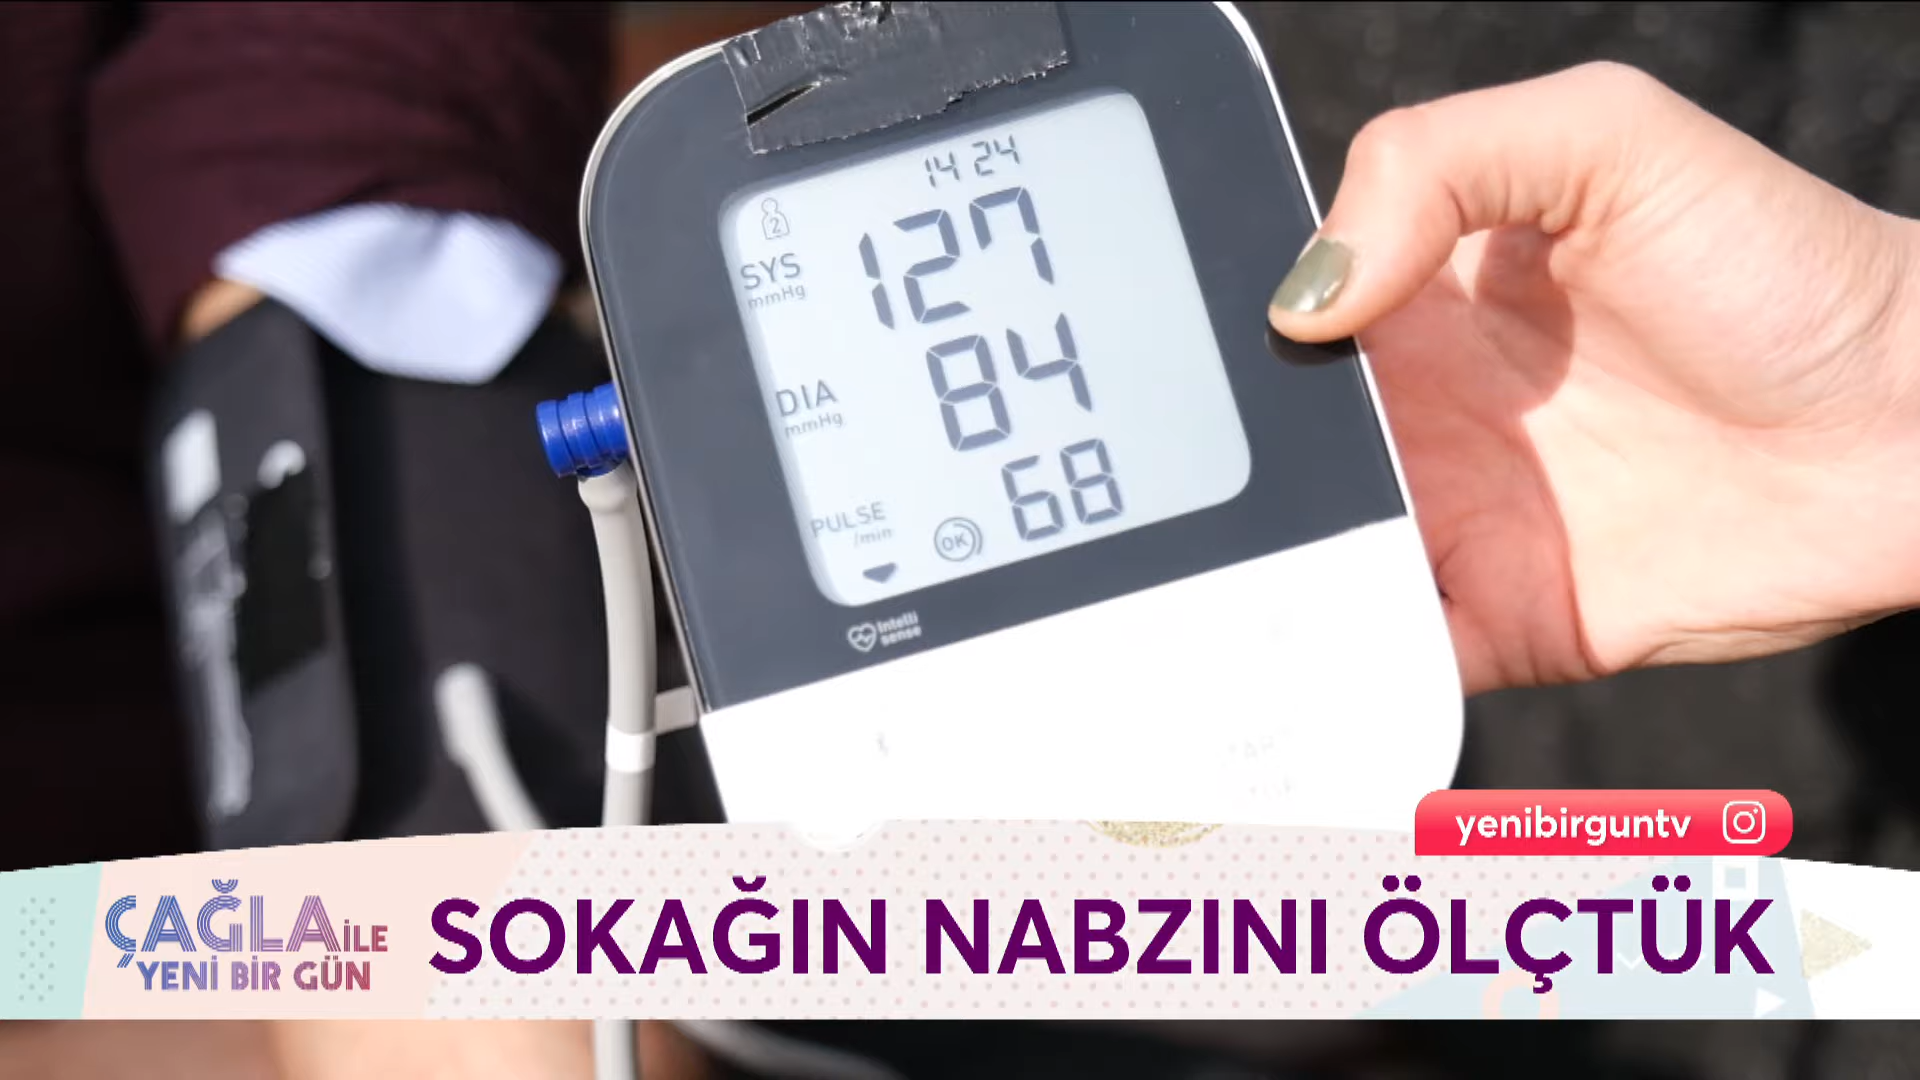 14 24
2
SYS
mmHg
127
DIA
mmHg
84
PULSE
/min
OK
68
Intelli
sense
yenibirguntv
ÇAĞLA İLE
YENİ BİR GÜN
SOKAĞIN NABZINI ÖLÇTÜK